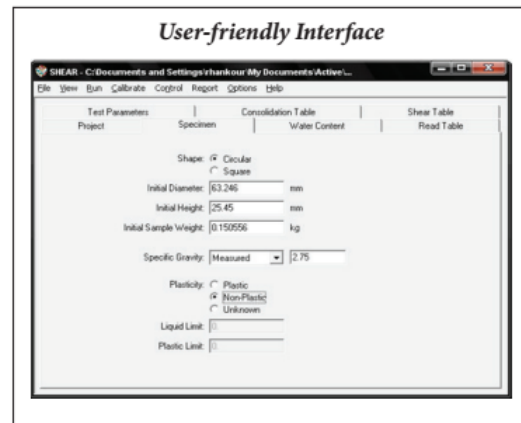 User-friendly Interface
SHEAR - C:\Documents and Settings\rhankour\My Documents\Active\...
File View Run Calibrate Control Report Options Help
Test Parameters Consolidation Table Shear Table
Project Specimen Water Content Read Table
Shape: Circular
Square
Initial Diameter: 63.246 mm
Initial Height: 25.45 mm
Initial Sample Weight: 0.150556 kg
Specific Gravity: Measured 2.75
Plasticity: Plastic
Non-Plastic
Unknown
Liquid Limit: 0.
Plastic Limit: 0.